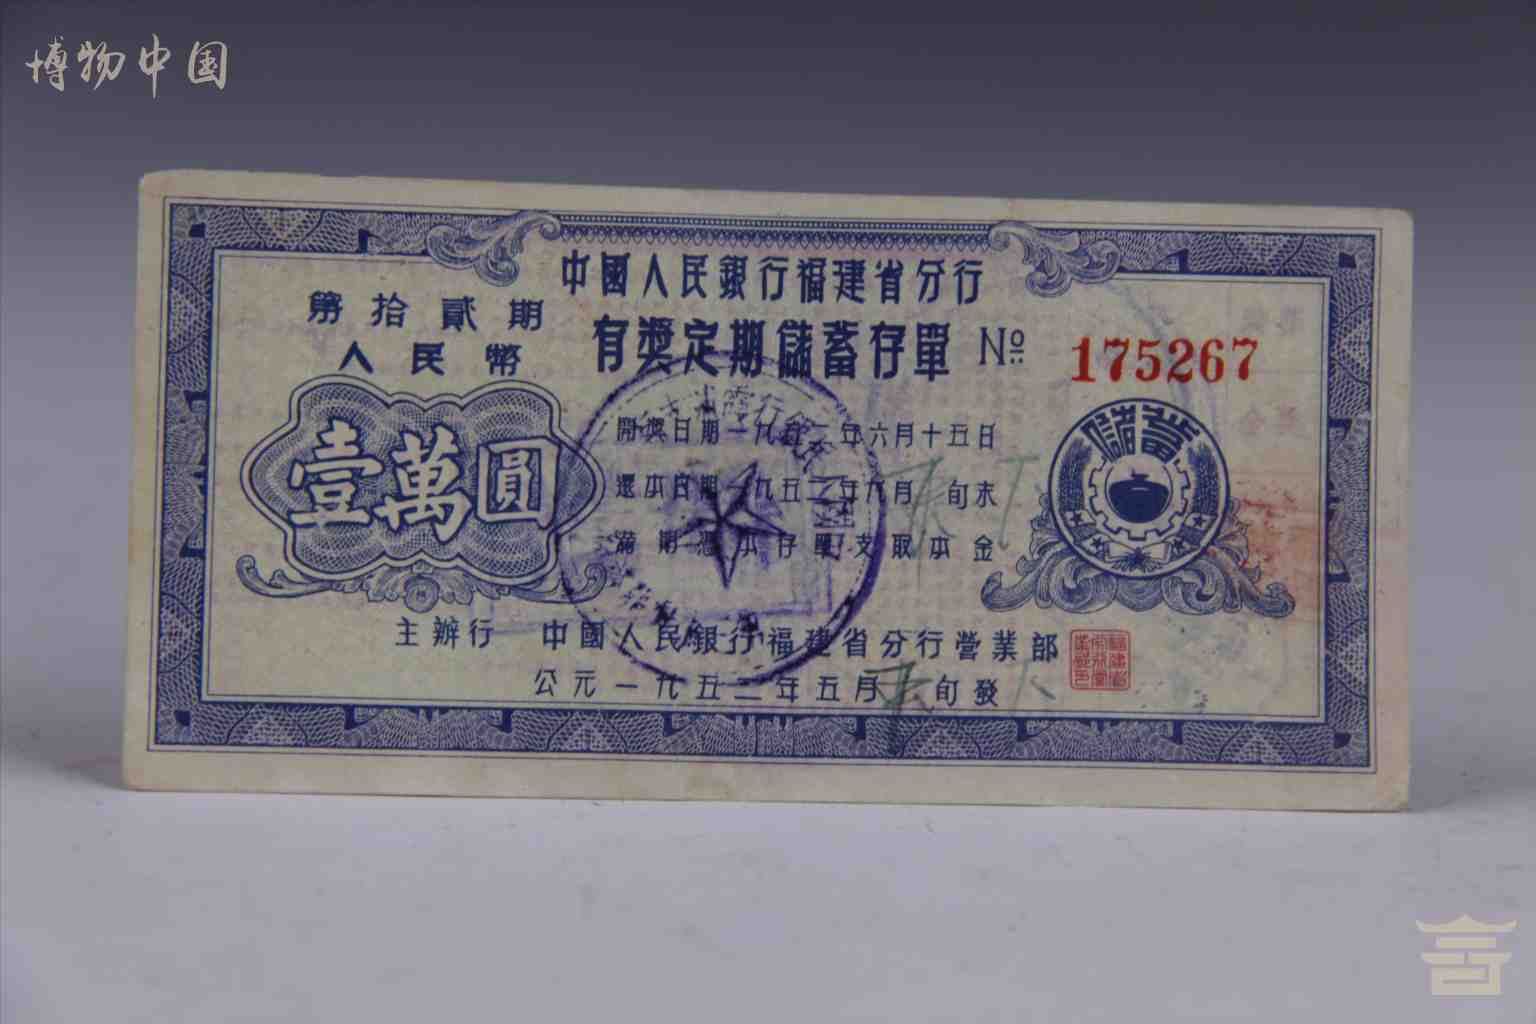 博物中国
中國人民銀行福建省分行
第拾貳期
有獎定期儲蓄存單 No 175267
人民幣
壹萬圓
儲蓄
開獎日期一九五二年六月十五日
還本日期一九五二年九月 旬末
滿期憑本存單支取本金
主辦行 中國人民銀行福建省分行營業部
公元一九五二年五月 旬發